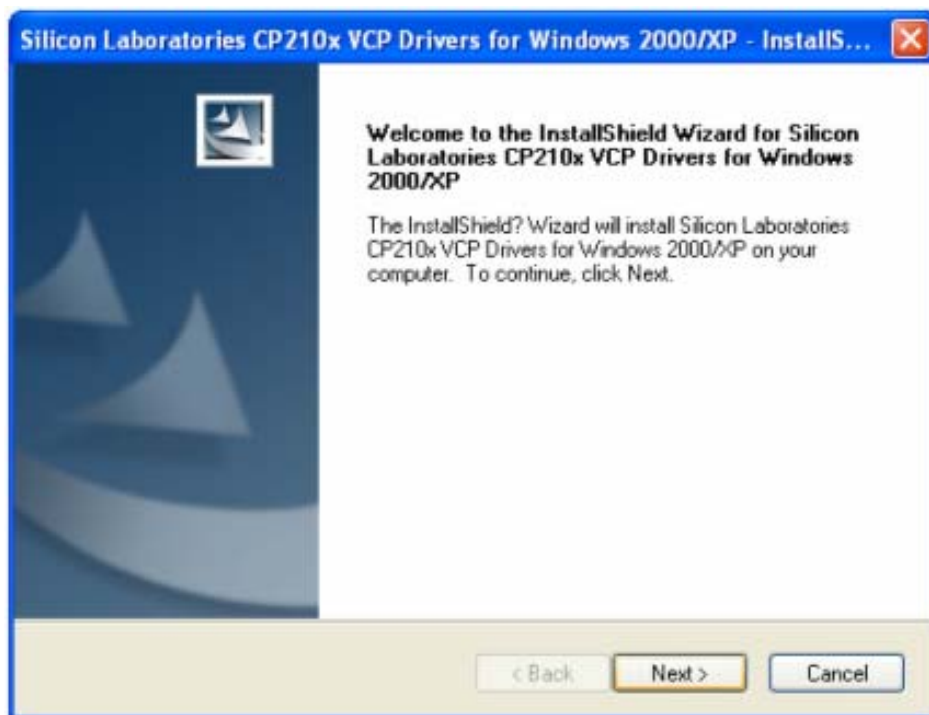 Silicon Laboratories CP210x VCP Drivers for Windows 2000/XP - InstallS...
Welcome to the InstallShield Wizard for Silicon
Laboratories CP210x VCP Drivers for Windows
2000/XP
The InstallShield? Wizard will install Silicon Laboratories
CP210x VCP Drivers for Windows 2000/XP on your
computer. To continue, click Next.
< Back
Next >
Cancel